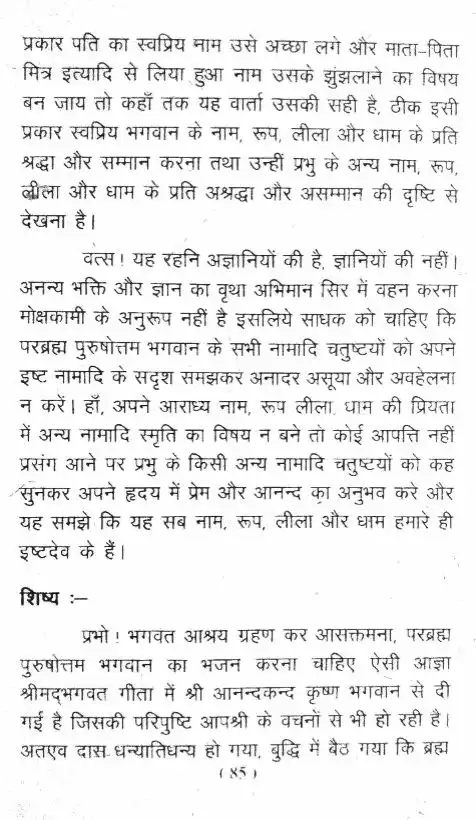 प्रकार पति का स्वप्रिय नाम उसे अच्छा लगे और माता-पिता
मित्र इत्यादि से लिया हुआ नाम उसके झुंझलाने का विषय
बन जाय तो कहाँ तक यह वार्ता उसकी सही है, ठीक इसी
प्रकार स्वप्रिय भगवान के नाम, रूप, लीला और धाम के प्रति
श्रद्धा और सम्मान करना तथा उन्हीं प्रभु के अन्य नाम, रूप,
लीला और धाम के प्रति अश्रद्धा और असम्मान की दृष्टि से
देखना है।
वत्स! यह रहनि अज्ञानियों की है, ज्ञानियों की नहीं।
अनन्य भक्ति और ज्ञान का वृथा अभिमान सिर में वहन करना
मोक्षकामी के अनुरूप नहीं है इसलिये साधक को चाहिए कि
परब्रह्म पुरुषोत्तम भगवान के सभी नामादि चतुष्टयों को अपने
इष्ट नामादि के सदृश समझकर अनादर असूया और अवहेलना
न करें। हाँ, अपने आराध्य नाम, रूप लीला, धाम की प्रियता
में अन्य नामादि स्मृति का विषय न बने तो कोई आपत्ति नहीं
प्रसंग आने पर प्रभु के किसी अन्य नामादि चतुष्टयों को कह
सुनकर अपने हृदय में प्रेम और आनन्द का अनुभव करे और
यह समझे कि यह सब नाम, रूप, लीला और धाम हमारे ही
इष्टदेव के हैं।
शिष्य :–
प्रभो! भगवत आश्रय ग्रहण कर आसक्तमना, परब्रह्म
पुरुषोत्तम भगवान का भजन करना चाहिए ऐसी आज्ञा
श्रीमद्भगवत गीता में श्री आनन्दकन्द कृष्ण भगवान से दी
गई है जिसकी परिपुष्टि आपश्री के वचनों से भी हो रही है।
अतएव दास धन्यातिधन्य हो गया, बुद्धि में बैठ गया कि ब्रह्म
( 85 )